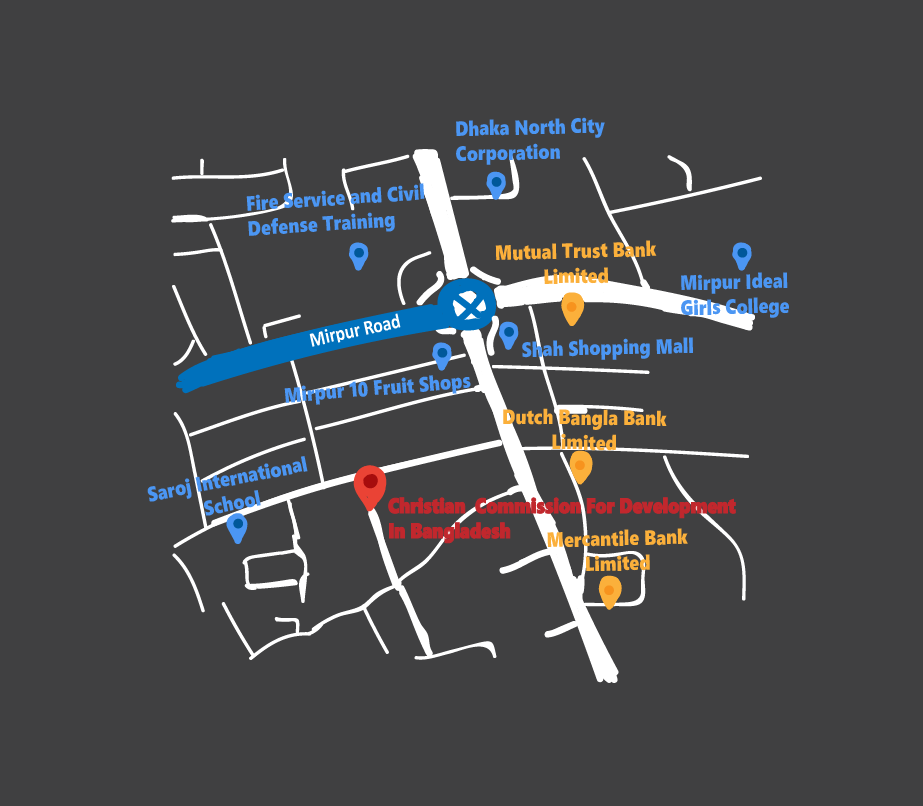 Dhaka North City
Corporation
Fire Service and Civil
Defense Training
Mutual Trust Bank
Limited
Mirpur Ideal
Girls College
Mirpur Road
Shah Shopping Mall
Mirpur 10 Fruit Shops
Dutch Bangla Bank
Limited
Saroj International
School
Christian Commission For Development
In Bangladesh
Mercantile Bank
Limited